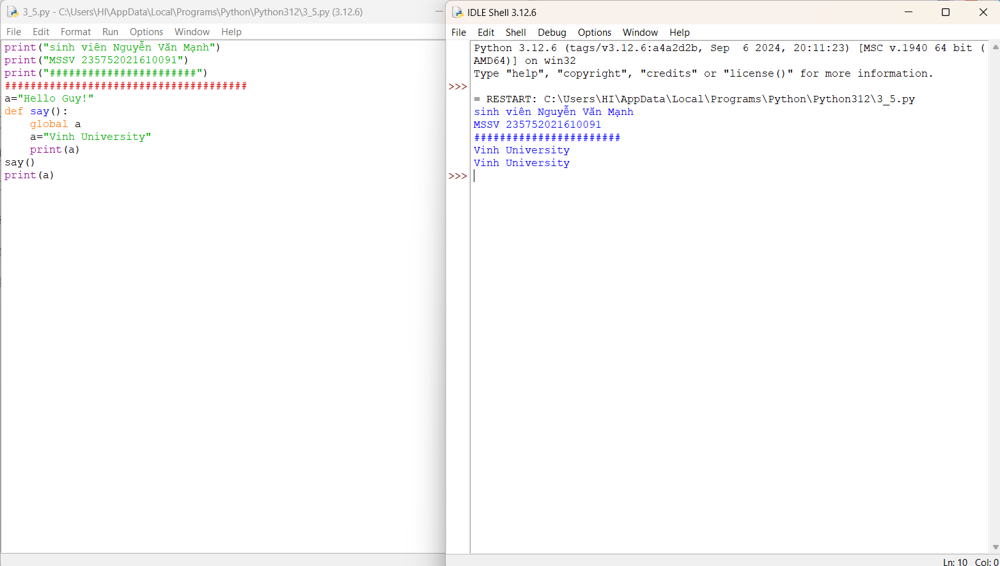 3_5.py - C:\Users\HI\AppData\Local\Programs\Python\Python312\3_5.py (3.12.6)
File Edit Format Run Options Window Help
print("sinh viên Nguyễn Văn Mạnh")
print("MSSV 235752021610091")
print("#######################")
######################################
a="Hello Guy!"
def say():
    global a
    a="Vinh University"
    print(a)
say()
print(a)
IDLE Shell 3.12.6
File Edit Shell Debug Options Window Help
Python 3.12.6 (tags/v3.12.6:a4a2d2b, Sep  6 2024, 20:11:23) [MSC v.1940 64 bit (
AMD64)] on win32
Type "help", "copyright", "credits" or "license()" for more information.
>>>
= RESTART: C:\Users\HI\AppData\Local\Programs\Python\Python312\3_5.py
sinh viên Nguyễn Văn Mạnh
MSSV 235752021610091
#######################
Vinh University
Vinh University
>>>
Ln: 10 Col: 0